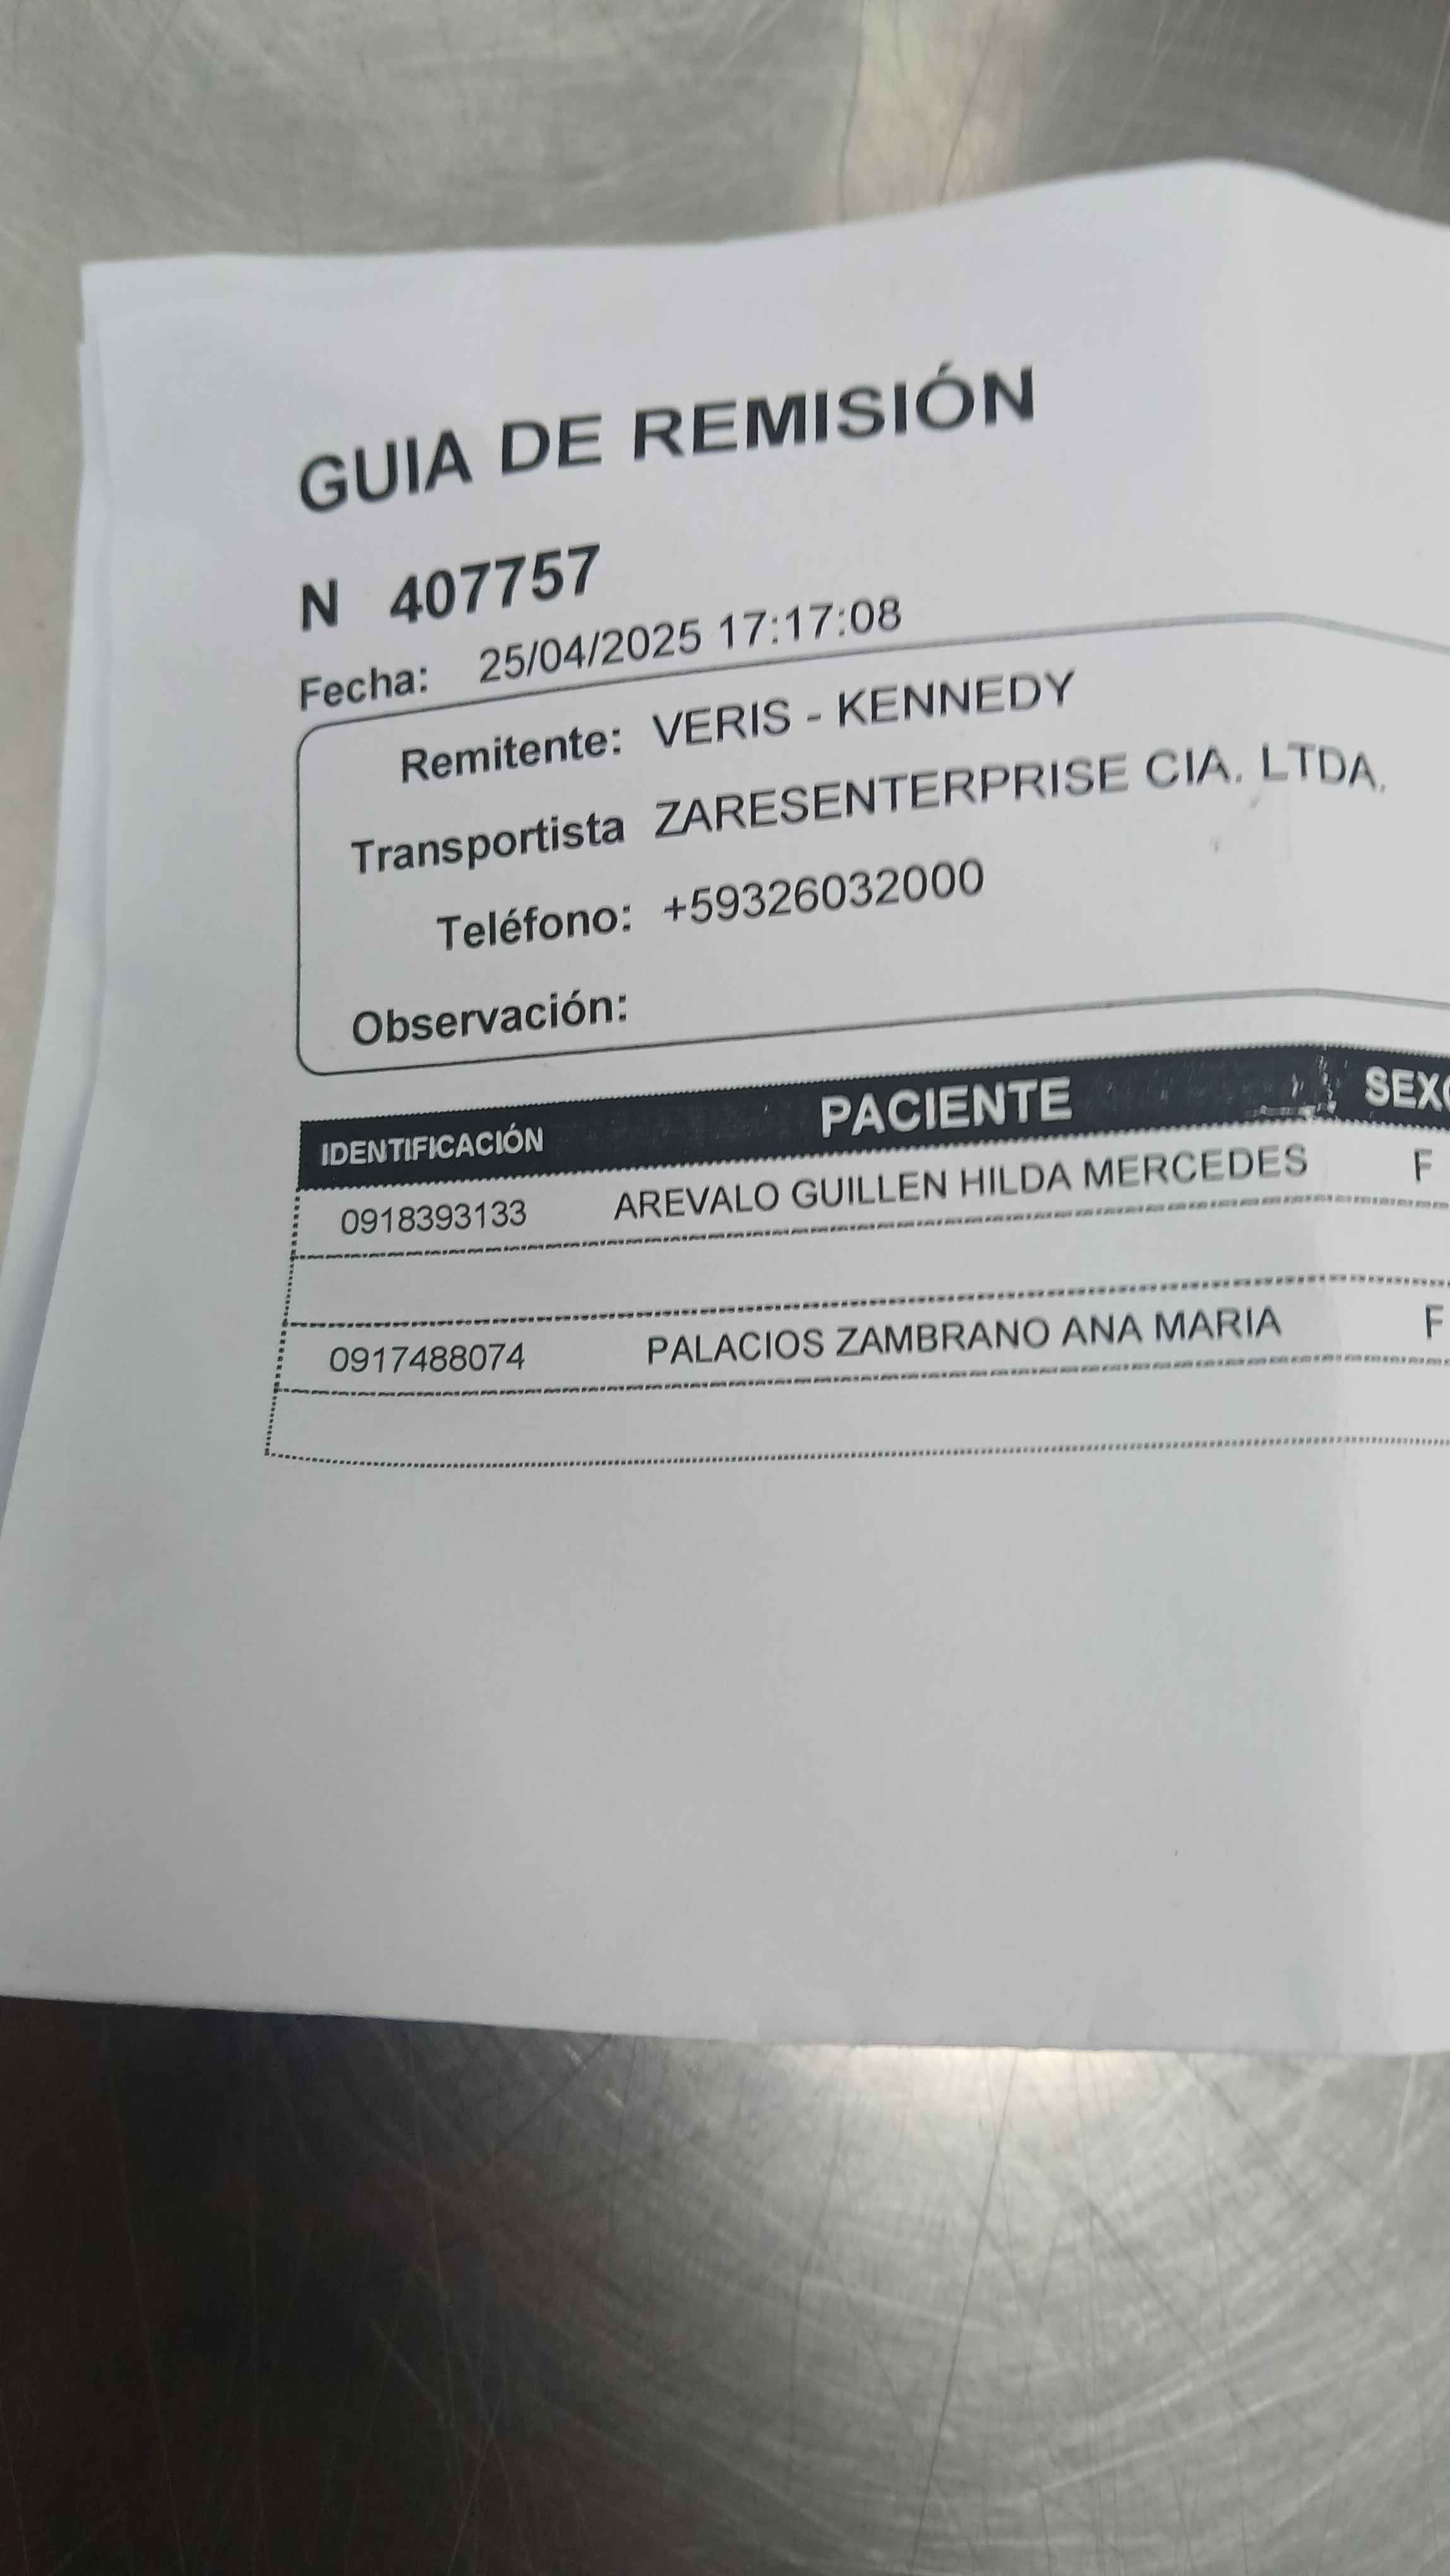 GUIA DE REMISIÓN
N 407757
Fecha: 25/04/2025 17:17:08
Remitente: VERIS - KENNEDY
Transportista ZARESENTERPRISE CIA. LTDA.
Teléfono: +59326032000
Observación:
IDENTIFICACIÓN PACIENTE SEXO
0918393133 AREVALO GUILLEN HILDA MERCEDES F
0917488074 PALACIOS ZAMBRANO ANA MARIA F